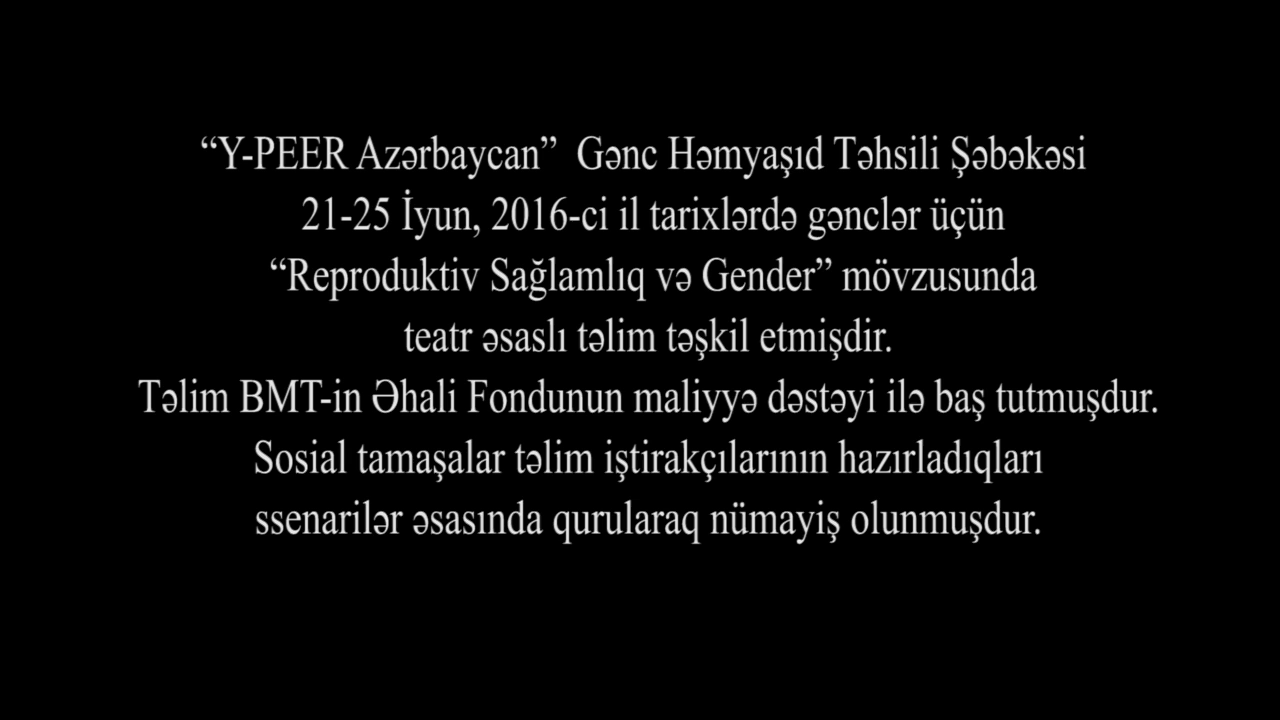 “Y-PEER Azərbaycan” Gənc Həmyaşıd Təhsili Şəbəkəsi
21-25 İyun, 2016-ci il tarixlərdə gənclər üçün
“Reproduktiv Sağlamlıq və Gender” mövzusunda
teatr əsaslı təlim təşkil etmişdir.
Təlim BMT-in Əhali Fondunun maliyyə dəstəyi ilə baş tutmuşdur.
Sosial tamaşalar təlim iştirakçılarının hazırladıqları
ssenarilər əsasında qurularaq nümayiş olunmuşdur.